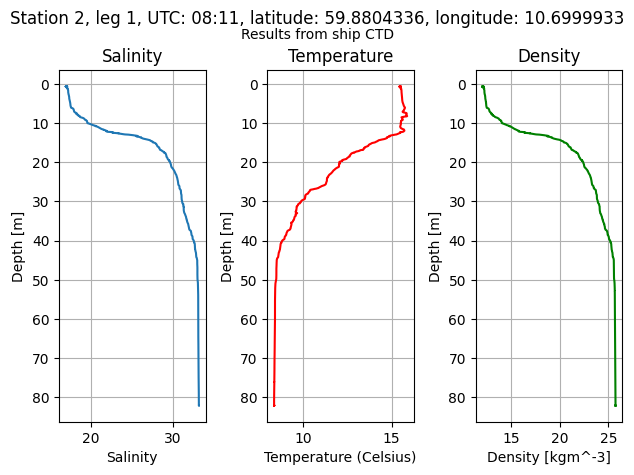 Station 2, leg 1, UTC: 08:11, latitude: 59.8804336, longitude: 10.6999933
Results from ship CTD
Salinity
Temperature
Density
0
10
20
30
40
50
60
70
80
Depth [m]
20 30
Salinity
0
10
20
30
40
50
60
70
80
Depth [m]
10 15
Temperature (Celsius)
0
10
20
30
40
50
60
70
80
Depth [m]
15 20 25
Density [kgm^-3]